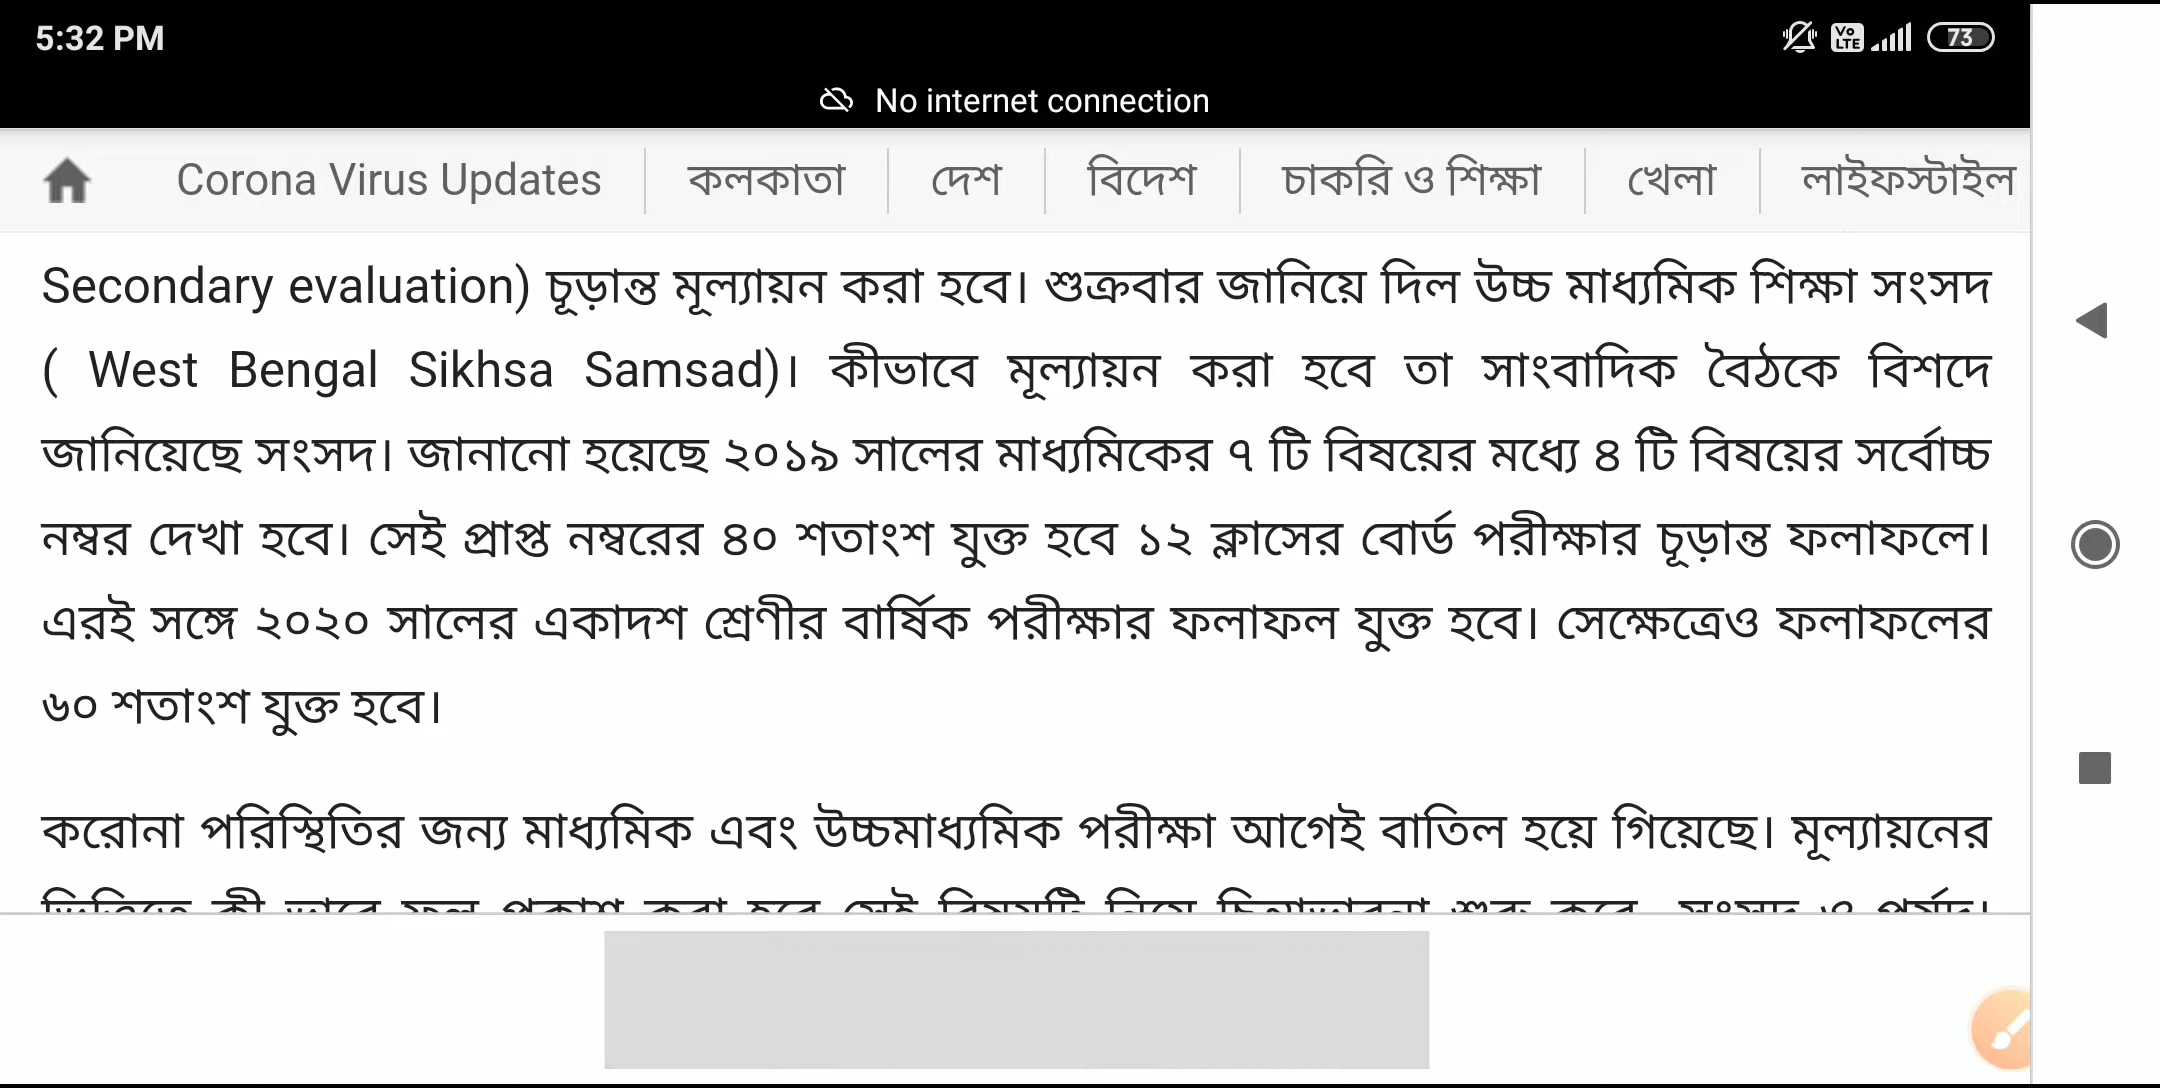 5:32 PM
Vo LTE 73
No internet connection
Corona Virus Updates কলকাতা দেশ বিদেশ চাকরি ও শিক্ষা খেলা লাইফস্টাইল
Secondary evaluation) চূড়ান্ত মূল্যায়ন করা হবে। শুক্রবার জানিয়ে দিল উচ্চ মাধ্যমিক শিক্ষা সংসদ
( West Bengal Sikhsa Samsad)। কীভাবে মূল্যায়ন করা হবে তা সাংবাদিক বৈঠকে বিশদে
জানিয়েছে সংসদ। জানানো হয়েছে ২০১৯ সালের মাধ্যমিকের ৭ টি বিষয়ের মধ্যে ৪ টি বিষয়ের সর্বোচ্চ
নম্বর দেখা হবে। সেই প্রাপ্ত নম্বরের ৪০ শতাংশ যুক্ত হবে ১২ ক্লাসের বোর্ড পরীক্ষার চূড়ান্ত ফলাফলে।
এরই সঙ্গে ২০২০ সালের একাদশ শ্রেণীর বার্ষিক পরীক্ষার ফলাফল যুক্ত হবে। সেক্ষেত্রেও ফলাফলের
৬০ শতাংশ যুক্ত হবে।
করোনা পরিস্থিতির জন্য মাধ্যমিক এবং উচ্চমাধ্যমিক পরীক্ষা আগেই বাতিল হয়ে গিয়েছে। মূল্যায়নের